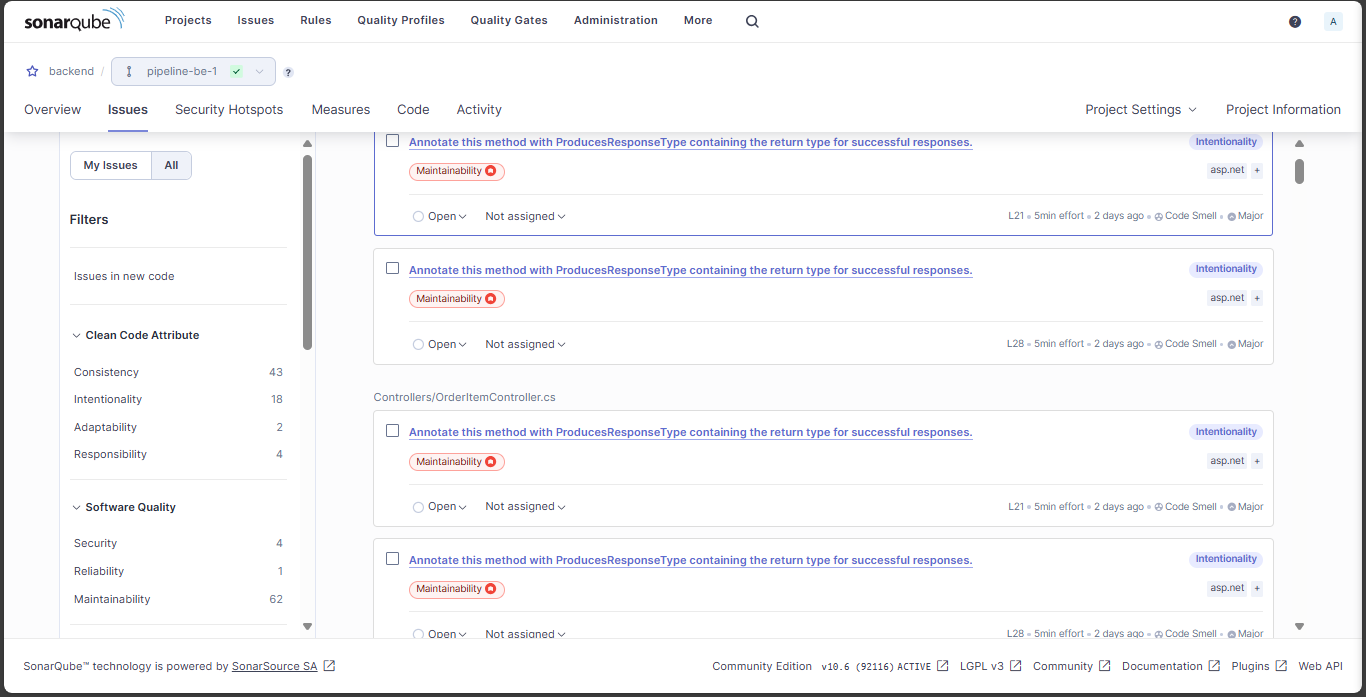 sonarqube Projects Issues Rules Quality Profiles Quality Gates Administration More ? A
backend / pipeline-be-1 ?
Overview Issues Security Hotspots Measures Code Activity Project Settings Project Information
My Issues All
Filters
Issues in new code
Clean Code Attribute
Consistency 43
Intentionality 18
Adaptability 2
Responsibility 4
Software Quality
Security 4
Reliability 1
Maintainability 62
Annotate this method with ProducesResponseType containing the return type for successful responses. Intentionality
Maintainability asp.net +
Open Not assigned L21 • 5min effort • 2 days ago • Code Smell • Major
Annotate this method with ProducesResponseType containing the return type for successful responses. Intentionality
Maintainability asp.net +
Open Not assigned L28 • 5min effort • 2 days ago • Code Smell • Major
Controllers/OrderItemController.cs
Annotate this method with ProducesResponseType containing the return type for successful responses. Intentionality
Maintainability asp.net +
Open Not assigned L21 • 5min effort • 2 days ago • Code Smell • Major
Annotate this method with ProducesResponseType containing the return type for successful responses. Intentionality
Maintainability asp.net +
Open Not assigned L28 • 5min effort • 2 days ago • Code Smell • Major
SonarQube™ technology is powered by SonarSource SA Community Edition v10.6 (92116) ACTIVE LGPL v3 Community Documentation Plugins Web API